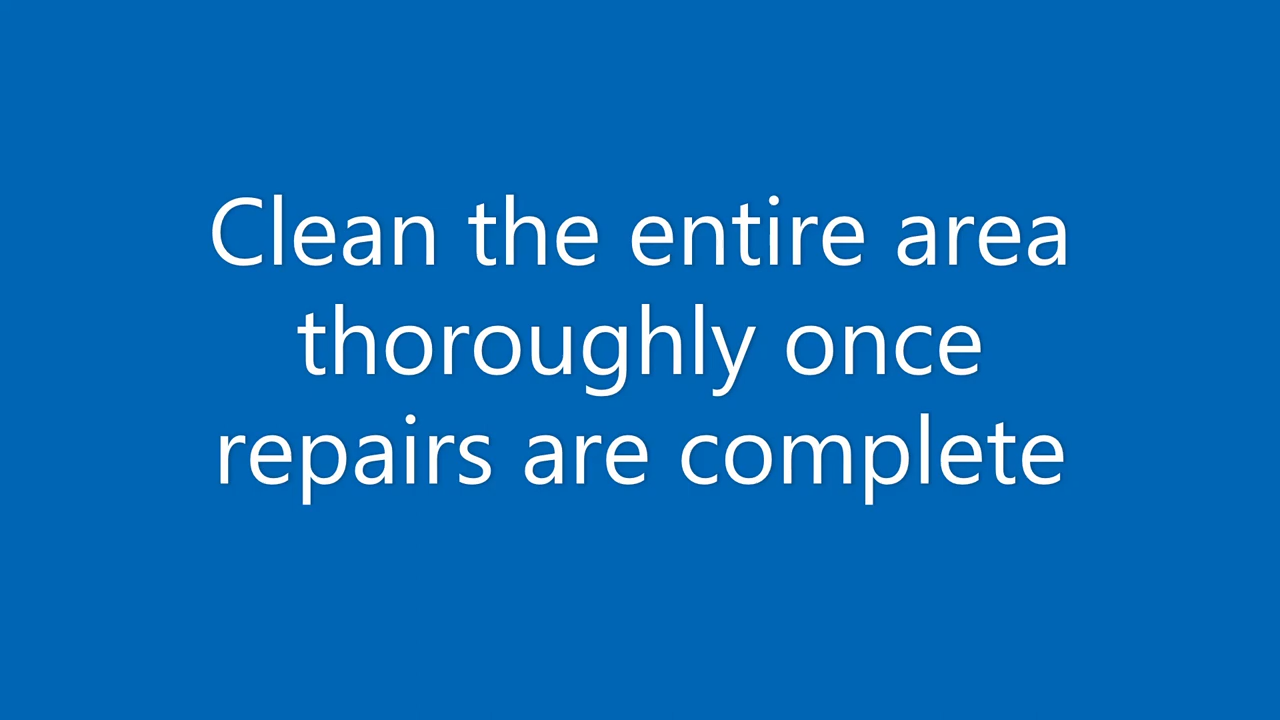 Clean the entire area
thoroughly once
repairs are complete